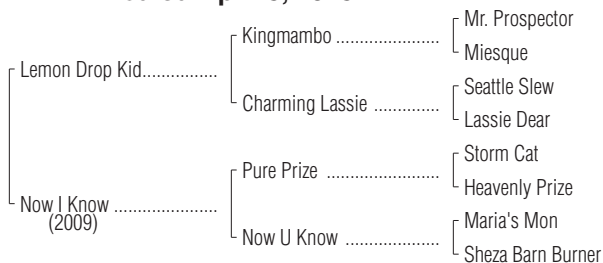 Mr. Prospector
Kingmambo ..................
Miesque
Lemon Drop Kid...............
Seattle Slew
Charming Lassie .............
Lassie Dear
Storm Cat
Pure Prize ....................
Heavenly Prize
Now I Know ....................
(2009)
Maria's Mon
Now U Know ..................
Sheza Barn Burner